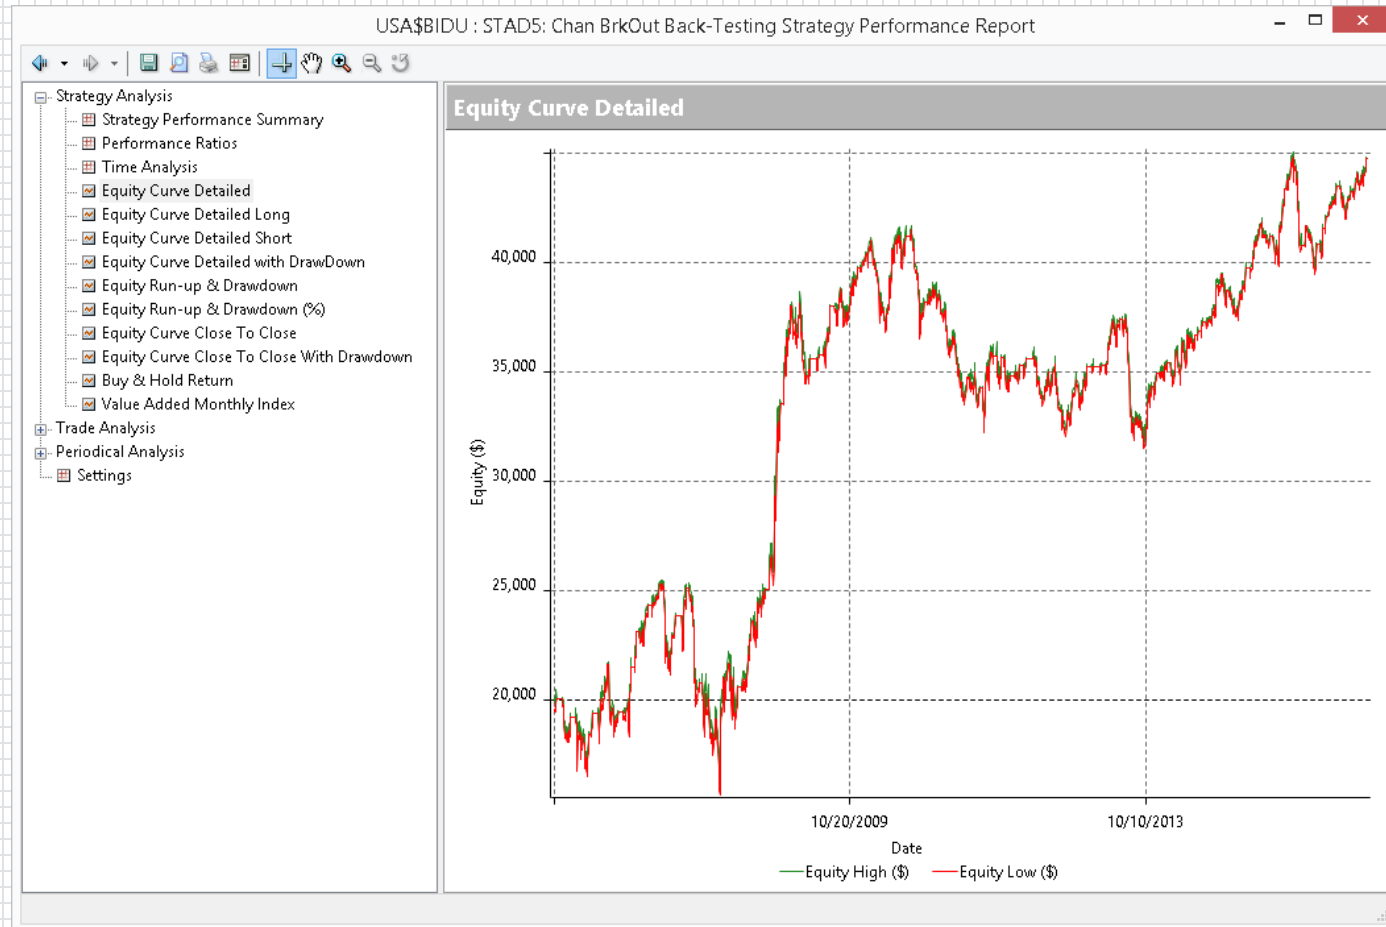 USA$BIDU : STAD5: Chan BrkOut Back-Testing Strategy Performance Report
Strategy Analysis
Strategy Performance Summary
Performance Ratios
Time Analysis
Equity Curve Detailed
Equity Curve Detailed Long
Equity Curve Detailed Short
Equity Curve Detailed with DrawDown
Equity Run-up & Drawdown
Equity Run-up & Drawdown (%)
Equity Curve Close To Close
Equity Curve Close To Close With Drawdown
Buy & Hold Return
Value Added Monthly Index
Trade Analysis
Periodical Analysis
Settings
Equity Curve Detailed
40,000
35,000
30,000
25,000
20,000
Equity ($)
10/20/2009 10/10/2013
Date
Equity High ($) Equity Low ($)